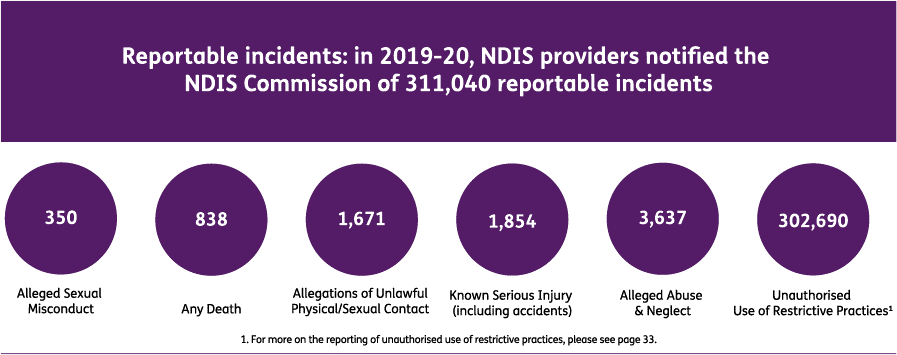 Reportable incidents: in 2019-20, NDIS providers notified the
NDIS Commission of 311,040 reportable incidents
350
838
1,671
1,854
3,637
302,690
Alleged Sexual
Misconduct
Any Death
Allegations of Unlawful
Physical/Sexual Contact
Known Serious Injury
(including accidents)
Alleged Abuse
& Neglect
Unauthorised
Use of Restrictive Practices¹
1. For more on the reporting of unauthorised use of restrictive practices, please see page 33.